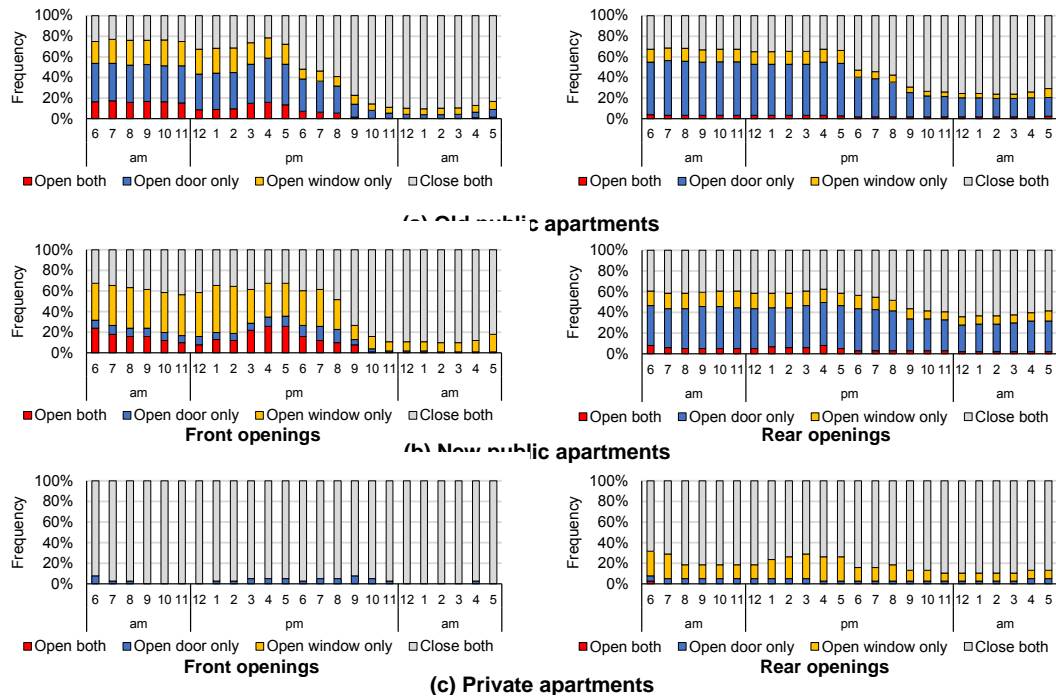 100%
80%
60%
40%
20%
0%
Frequency
6 7 8 9 10 11 12 1 2 3 4 5 6 7 8 9 10 11 12 1 2 3 4 5
am pm am
Open both Open door only Open window only Close both
100%
80%
60%
40%
20%
0%
Frequency
6 7 8 9 10 11 12 1 2 3 4 5 6 7 8 9 10 11 12 1 2 3 4 5
am pm am
Open both Open door only Open window only Close both
(a) Old public apartments
100%
80%
60%
40%
20%
0%
Frequency
6 7 8 9 10 11 12 1 2 3 4 5 6 7 8 9 10 11 12 1 2 3 4 5
am pm am
Open both Open door only Open window only Close both
Front openings
100%
80%
60%
40%
20%
0%
Frequency
6 7 8 9 10 11 12 1 2 3 4 5 6 7 8 9 10 11 12 1 2 3 4 5
am pm am
Open both Open door only Open window only Close both
Rear openings
(b) New public apartments
100%
80%
60%
40%
20%
0%
Frequency
6 7 8 9 10 11 12 1 2 3 4 5 6 7 8 9 10 11 12 1 2 3 4 5
am pm am
Open both Open door only Open window only Close both
Front openings
100%
80%
60%
40%
20%
0%
Frequency
6 7 8 9 10 11 12 1 2 3 4 5 6 7 8 9 10 11 12 1 2 3 4 5
am pm am
Open both Open door only Open window only Close both
Rear openings
(c) Private apartments